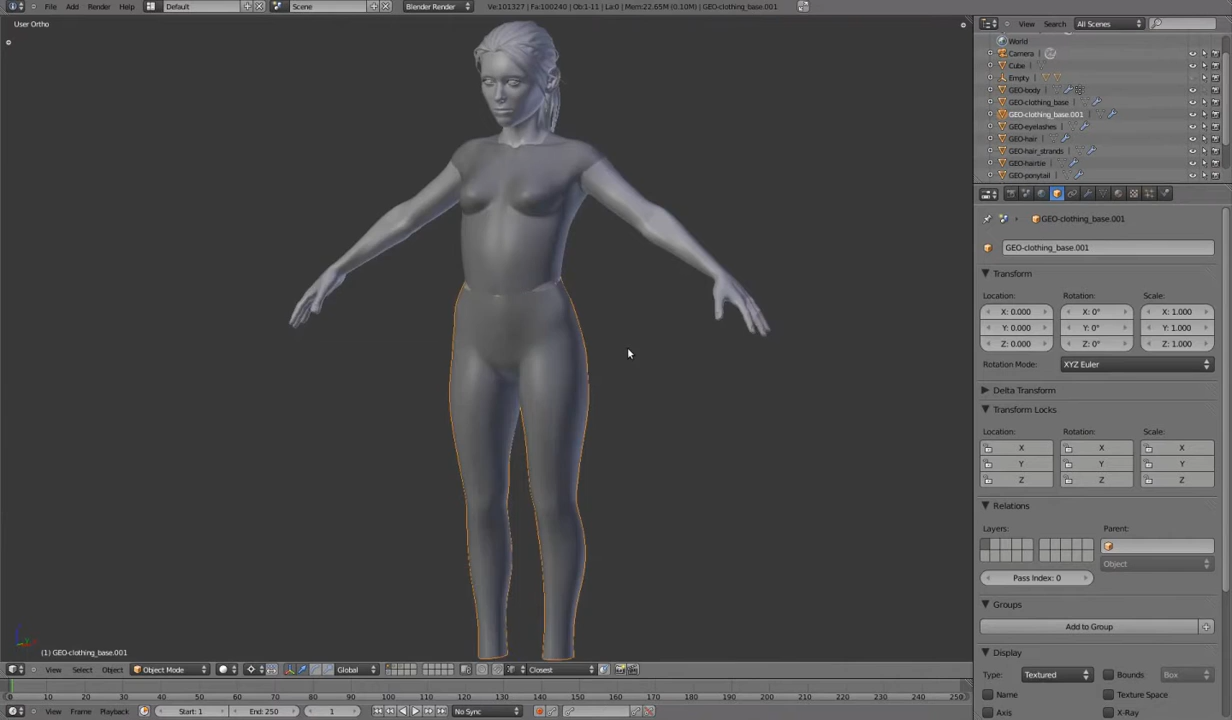 File Add Render Help Default Scene Blender Render Ve:101327 | Fa:100240 | Ob:1-11 | La:0 | Mem:22.65M (0.10M) | GEO-clothing_base.001
User Ortho
View Search All Scenes
World
Camera
Cube
Empty
GEO-body
GEO-clothing_base
GEO-clothing_base.001
GEO-eyelashes
GEO-hair
GEO-hair_strands
GEO-hairtie
GEO-ponytail
GEO-clothing_base.001
GEO-clothing_base.001
Transform
Location: Rotation: Scale:
X: 0.000 X: 0° X: 1.000
Y: 0.000 Y: 0° Y: 1.000
Z: 0.000 Z: 0° Z: 1.000
Rotation Mode: XYZ Euler
Delta Transform
Transform Locks
Location: Rotation: Scale:
X X X
Y Y Y
Z Z Z
Relations
Layers: Parent:
Object
Pass Index: 0
Groups
Add to Group
Display
Type: Textured Bounds Box
Name Texture Space
Axis X-Ray
(1) GEO-clothing_base.001
View Select Object Object Mode Global Closest
0 10 20 30 40 50 60 70 80 90 100 110 120 130 140 150 160 170 180 190 200 210 220 230 240 250
View Frame Playback Start: 1 End: 250 1 No Sync